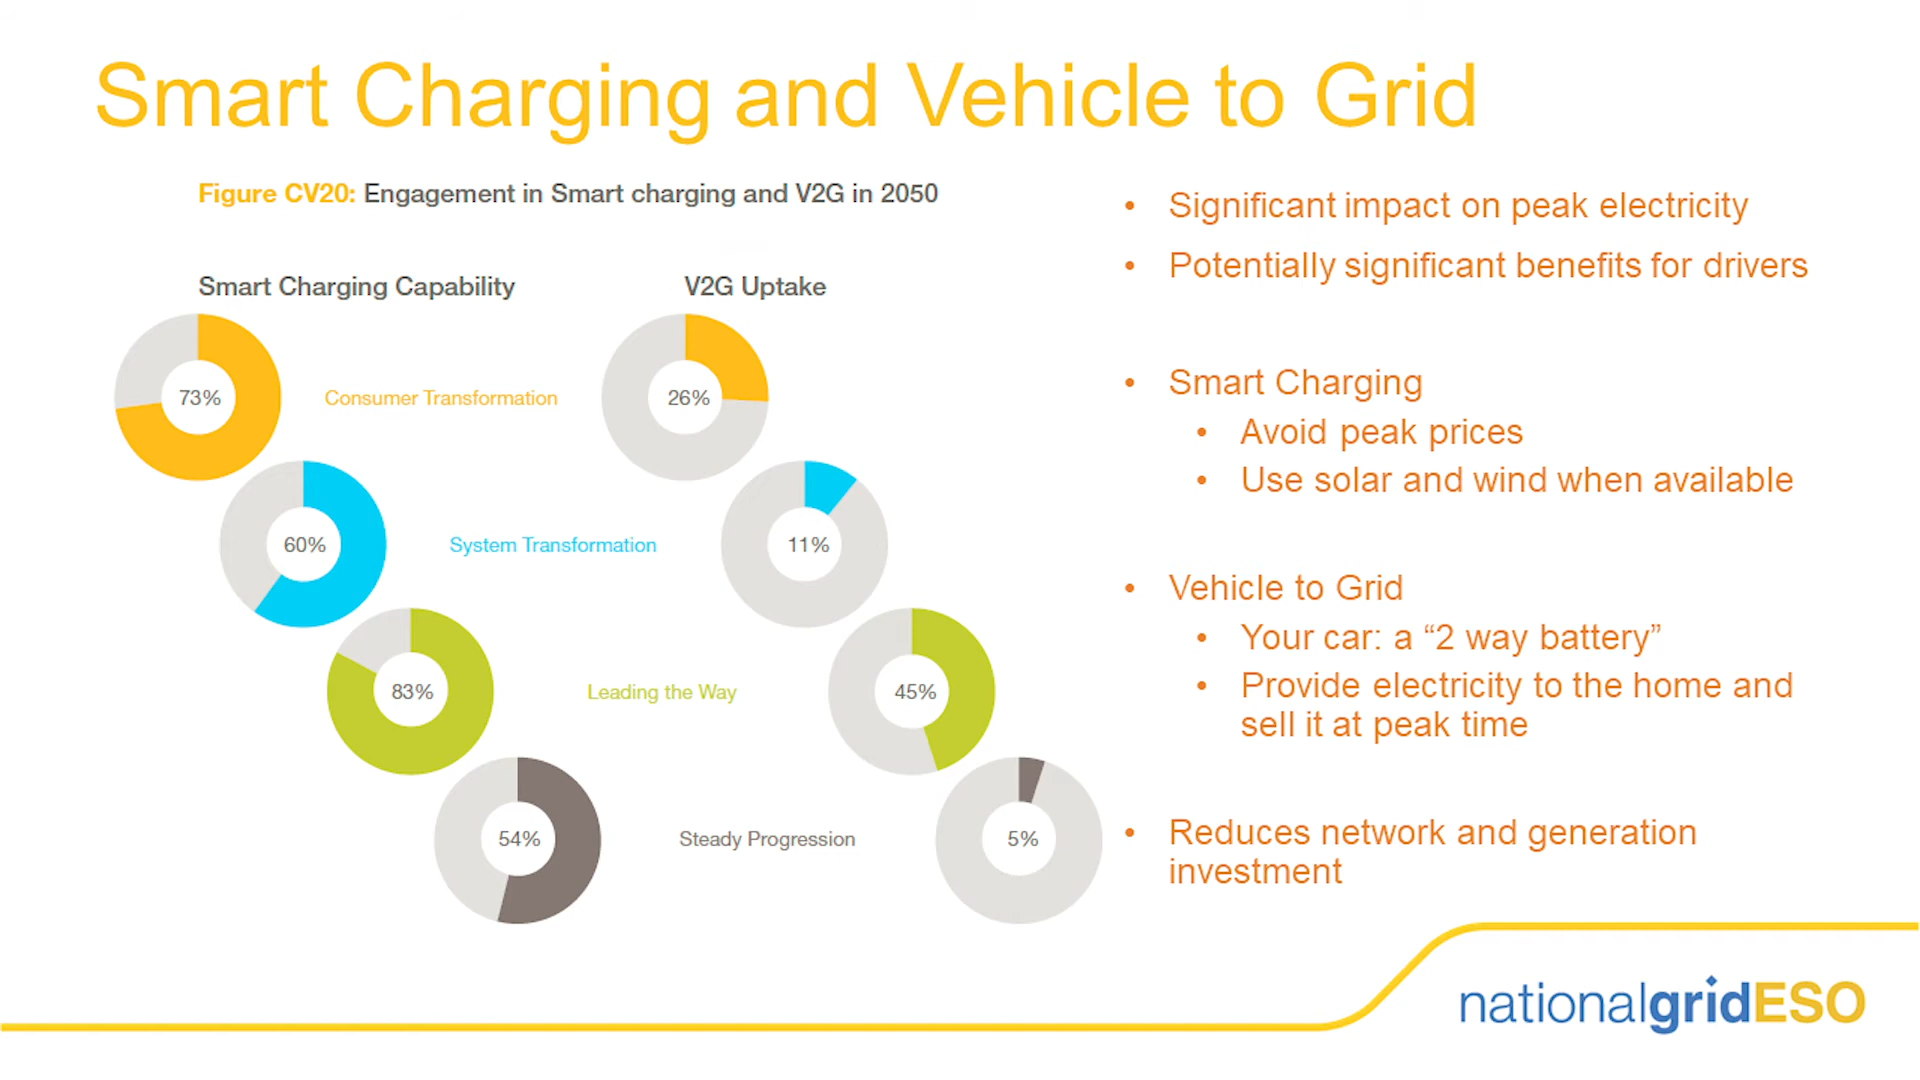 Smart Charging and Vehicle to Grid
Figure CV20: Engagement in Smart charging and V2G in 2050
Smart Charging Capability
V2G Uptake
73%
Consumer Transformation
26%
60%
System Transformation
11%
83%
Leading the Way
45%
54%
Steady Progression
5%
• Significant impact on peak electricity
• Potentially significant benefits for drivers
• Smart Charging
• Avoid peak prices
• Use solar and wind when available
• Vehicle to Grid
• Your car: a “2 way battery”
• Provide electricity to the home and
sell it at peak time
• Reduces network and generation
investment
nationalgridESO